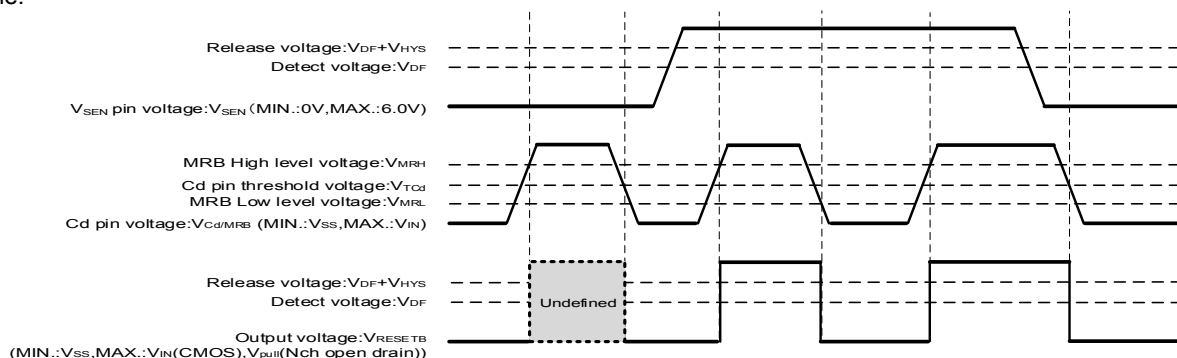 Release voltage:VDF+VHYS
Detect voltage:VDF
VSEN pin voltage:VSEN (MIN.:0V,MAX.:6.0V)
MRB High level voltage:VMRH
Cd pin threshold voltage:VTCd
MRB Low level voltage:VMRL
Cd pin voltage:VCd/MRB (MIN.:VSS,MAX.:VIN)
Release voltage:VDF+VHYS
Detect voltage:VDF
Undefined
Output voltage:VRESETB
(MIN.:VSS,MAX.:VIN(CMOS),Vpull(Nch open drain))